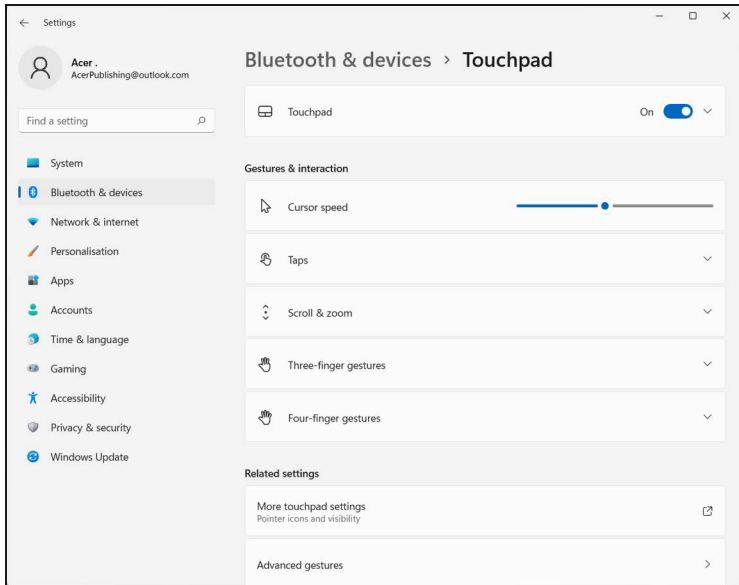 Settings
Acer .
AcerPublishing@outlook.com
Find a setting
System
Bluetooth & devices
Network & internet
Personalisation
Apps
Accounts
Time & language
Gaming
Accessibility
Privacy & security
Windows Update
Bluetooth & devices > Touchpad
Touchpad On
Gestures & interaction
Cursor speed
Taps
Scroll & zoom
Three-finger gestures
Four-finger gestures
Related settings
More touchpad settings
Pointer icons and visibility
Advanced gestures